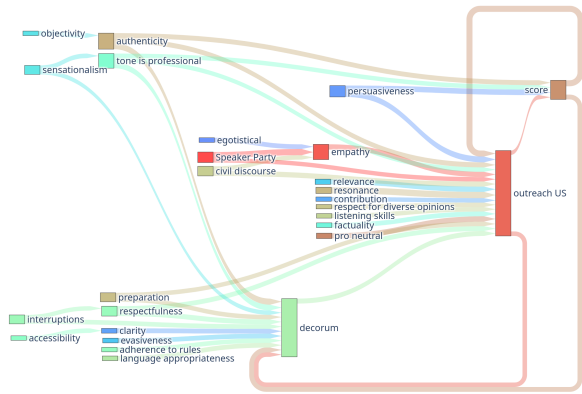 objectivity
authenticity
tone is professional
sensationalism
persuasiveness
score
egotistical
empathy
Speaker Party
civil discourse
relevance
resonance
outreach US
contribution
respect for diverse opinions
listening skills
factuality
pro neutral
preparation
respectfulness
interruptions
decorum
clarity
accessibility
evasiveness
adherence to rules
language appropriateness